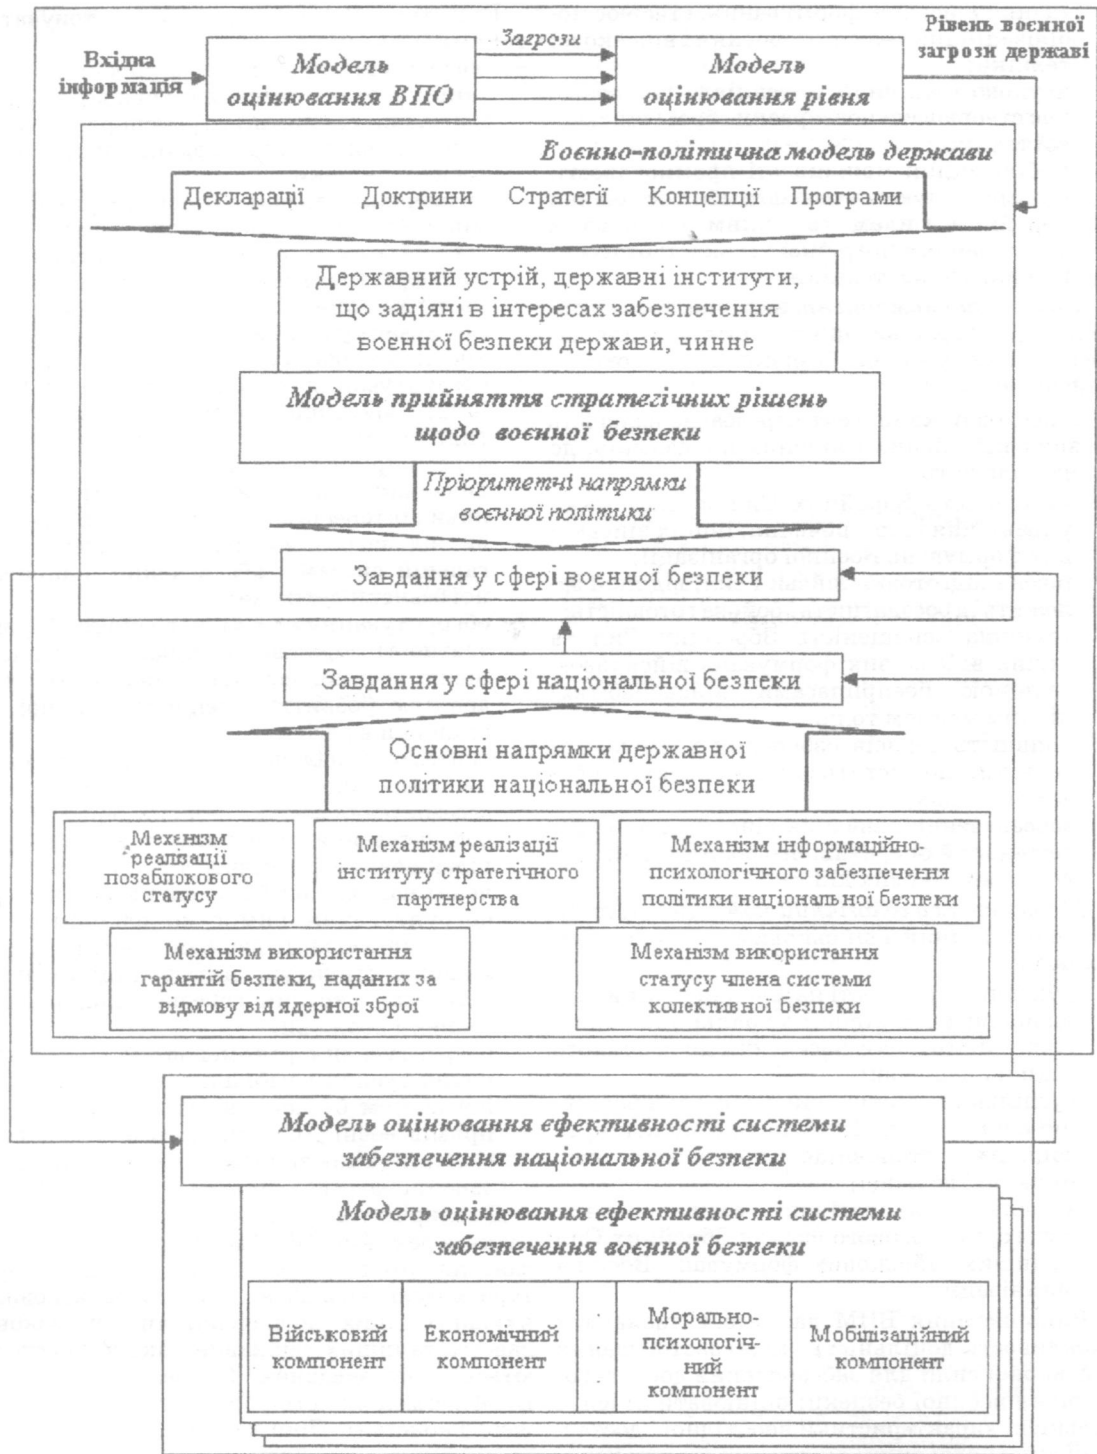 Вхідна
інформація
Модель
оцінювання ВПО
Загрози
Модель
оцінювання рівня
Рівень воєнної
загрози державі
Воєнно-політична модель держави
Декларації Доктрини Стратегії Концепції Програми
Державний устрій, державні інститути,
що задіяні в інтересах забезпечення
воєнної безпеки держави, чинне
Модель прийняття стратегічних рішень
щодо воєнної безпеки
Пріоритетні напрямки
воєнної політики
Завдання у сфері воєнної безпеки
Завдання у сфері національної безпеки
Основні напрямки державної
політики національної безпеки
Механізм
реалізації
позаблокового
статусу
Механізм реалізації
інституту стратегічного
партнерства
Механізм інформаційно-
психологічного забезпечення
політики національної безпеки
Механізм використання
гарантій безпеки, наданих за
відмову від ядерної зброї
Механізм використання
статусу члена системи
колективної безпеки
Модель оцінювання ефективності системи
забезпечення національної безпеки
Модель оцінювання ефективності системи
забезпечення воєнної безпеки
Військовий
компонент
Економічний
компонент
. .
Морально-
психологіч-
ний
компонент
Мобілізаційний
компонент